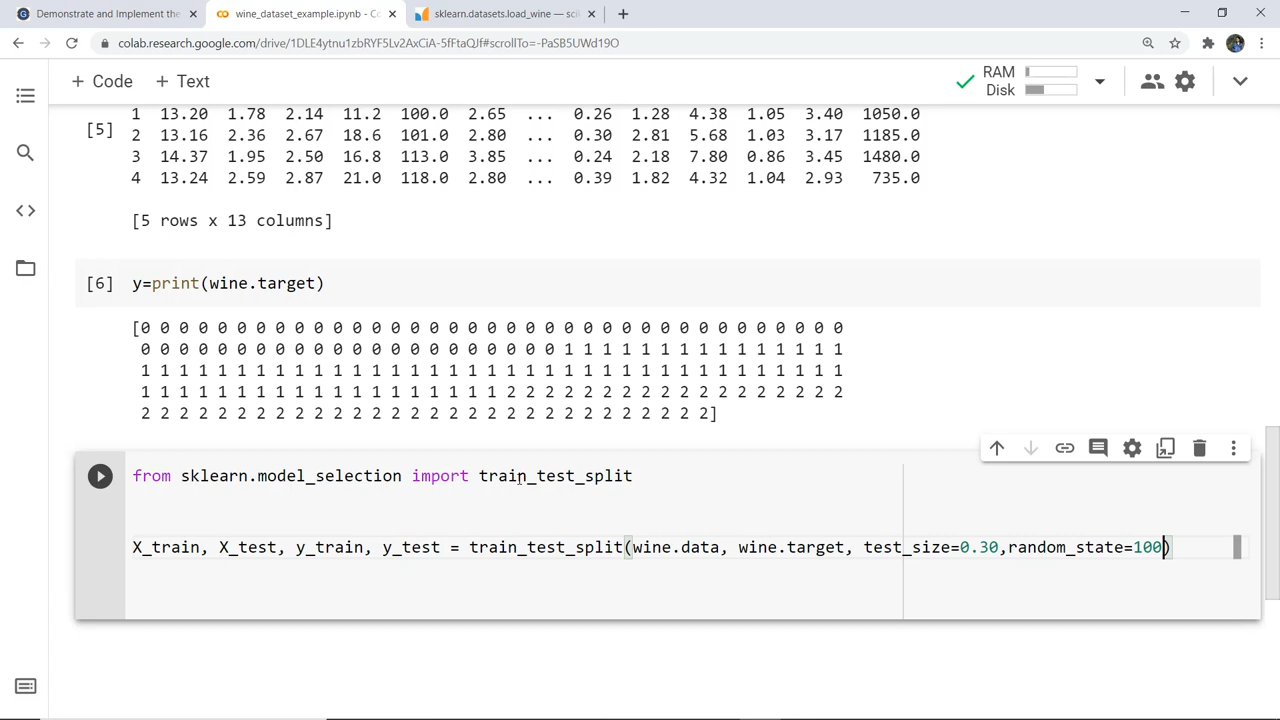 Demonstrate and Implement the
wine_dataset_example.ipynb - Co
sklearn.datasets.load_wine — sci
colab.research.google.com/drive/1DLE4ytnu1zbRYF5Lv2AxCiA-5fFtaQJf#scrollTo=-PaSB5UWd19O
+ Code + Text
RAM
Disk
1 13.20 1.78 2.14 11.2 100.0 2.65 ... 0.26 1.28 4.38 1.05 3.40 1050.0
[5] 2 13.16 2.36 2.67 18.6 101.0 2.80 ... 0.30 2.81 5.68 1.03 3.17 1185.0
3 14.37 1.95 2.50 16.8 113.0 3.85 ... 0.24 2.18 7.80 0.86 3.45 1480.0
4 13.24 2.59 2.87 21.0 118.0 2.80 ... 0.39 1.82 4.32 1.04 2.93 735.0
[5 rows x 13 columns]
[6] y=print(wine.target)
[0 0 0 0 0 0 0 0 0 0 0 0 0 0 0 0 0 0 0 0 0 0 0 0 0 0 0 0 0 0 0 0 0 0 0 0 0
0 0 0 0 0 0 0 0 0 0 0 0 0 0 0 0 0 0 0 0 0 0 1 1 1 1 1 1 1 1 1 1 1 1 1 1 1
1 1 1 1 1 1 1 1 1 1 1 1 1 1 1 1 1 1 1 1 1 1 1 1 1 1 1 1 1 1 1 1 1 1 1 1 1
1 1 1 1 1 1 1 1 1 1 1 1 1 1 1 1 1 1 1 2 2 2 2 2 2 2 2 2 2 2 2 2 2 2 2 2 2
2 2 2 2 2 2 2 2 2 2 2 2 2 2 2 2 2 2 2 2 2 2 2 2 2 2 2 2 2 2]
from sklearn.model_selection import train_test_split
X_train, X_test, y_train, y_test = train_test_split(wine.data, wine.target, test_size=0.30,random_state=100)